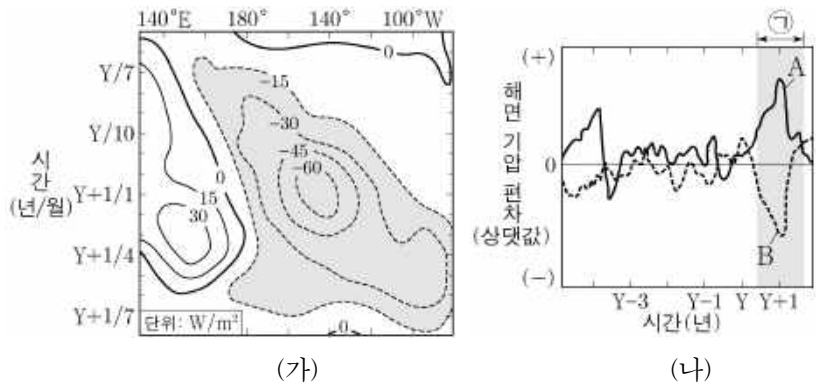 140°E 180° 140° 100°W
㉠
Y/7
Y/10
Y+1/1
Y+1/4
Y+1/7
시간
(년/월)
0
-15
-30
-45
-60
0
15
30
0
단위: W/m²
(가)
(+)
0
(-)
해면 기압 편차
(상댓값)
A
B
Y-3 Y-1 Y Y+1
시간(년)
(나)